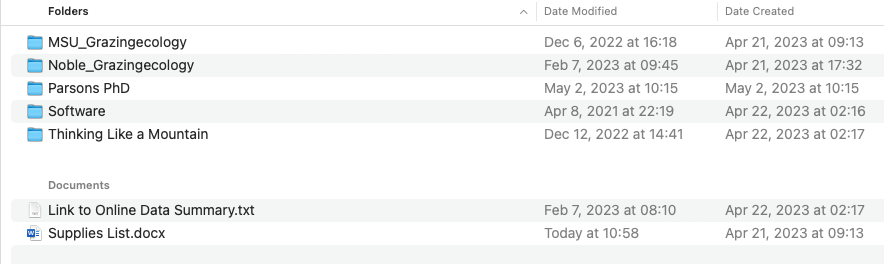 Folders Date Modified Date Created
MSU_Grazingecology Dec 6, 2022 at 16:18 Apr 21, 2023 at 09:13
Noble_Grazingecology Feb 7, 2023 at 09:45 Apr 21, 2023 at 17:32
Parsons PhD May 2, 2023 at 10:15 May 2, 2023 at 10:15
Software Apr 8, 2021 at 22:19 Apr 22, 2023 at 02:16
Thinking Like a Mountain Dec 12, 2022 at 14:41 Apr 22, 2023 at 02:17
Documents
Link to Online Data Summary.txt Feb 7, 2023 at 08:10 Apr 22, 2023 at 02:17
Supplies List.docx Today at 10:58 Apr 21, 2023 at 09:13